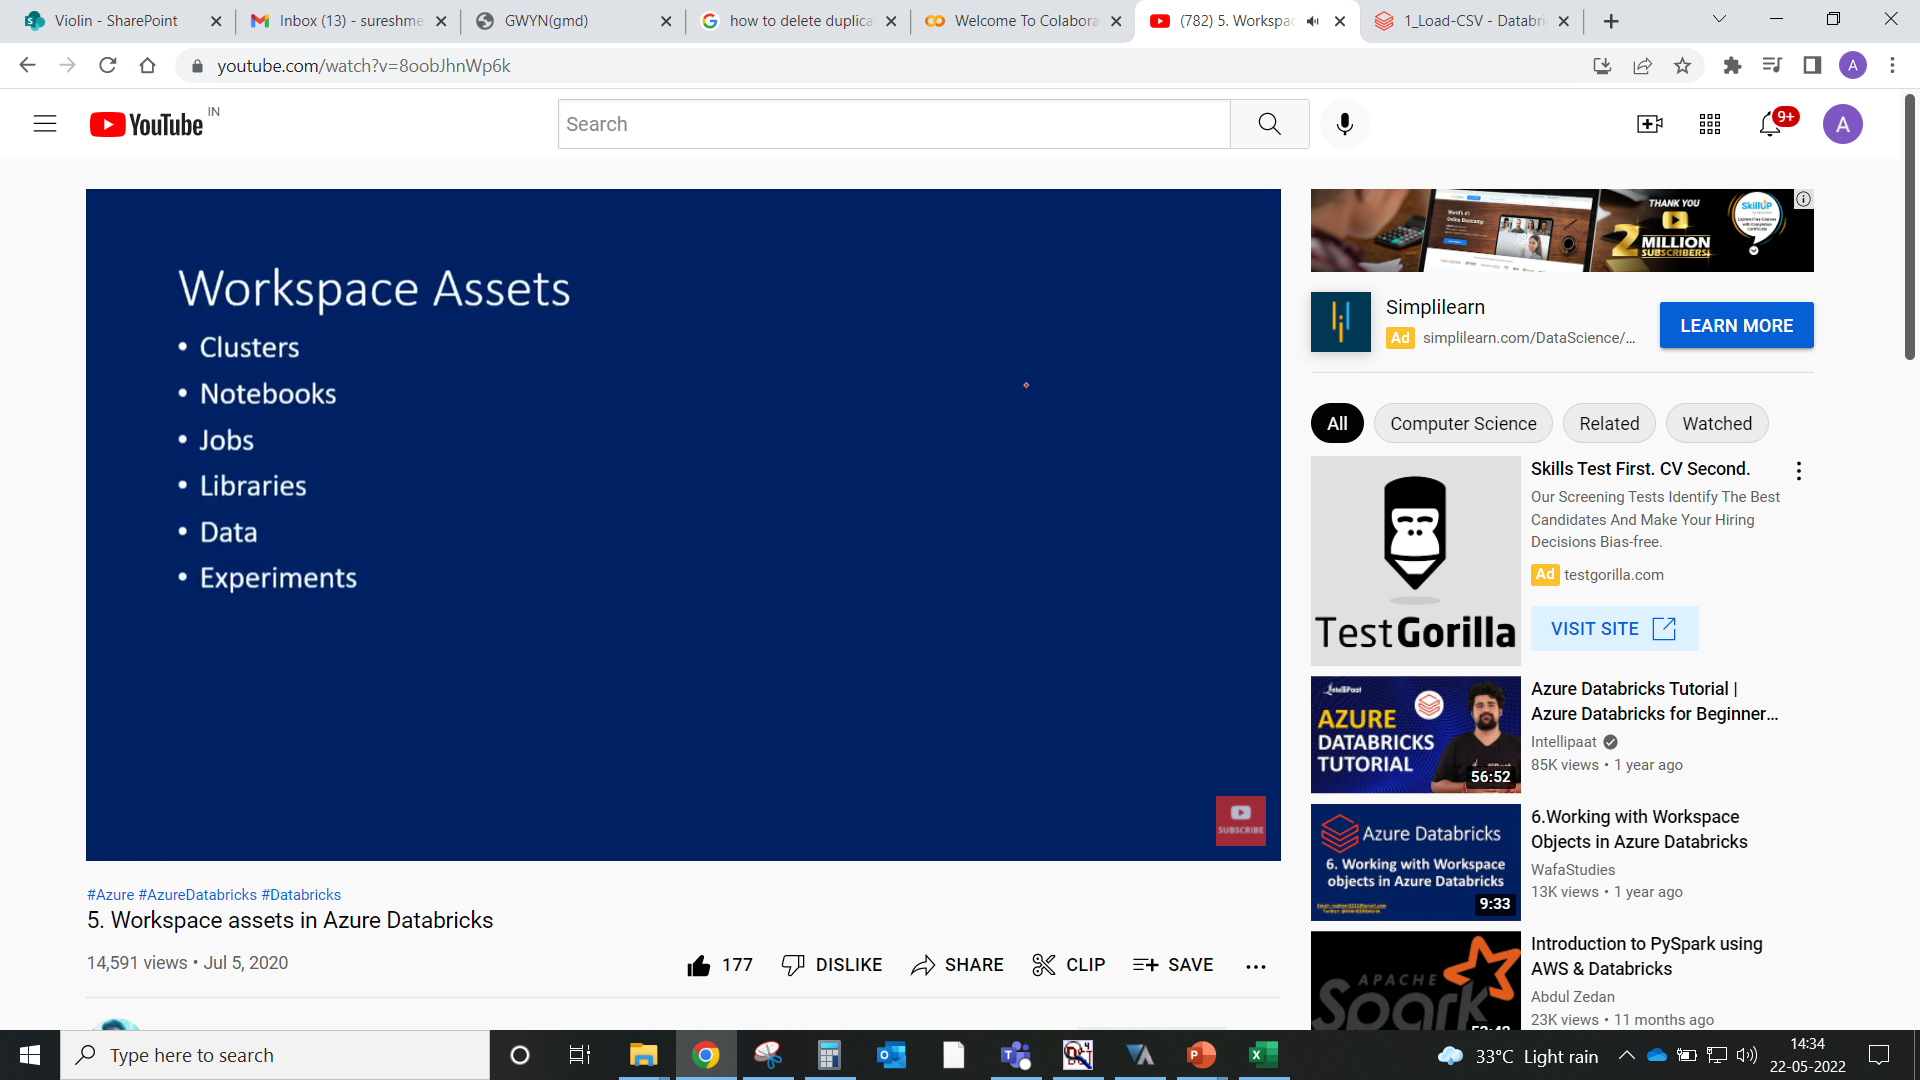 Violin - SharePoint
Inbox (13) - sureshme
GWYN(gmd)
how to delete duplica
Welcome To Colabora
(782) 5. Workspac
1_Load-CSV - Databri
youtube.com/watch?v=8oobJhnWp6k
A
YouTube IN
Search
9+
A
Workspace Assets
• Clusters
• Notebooks
• Jobs
• Libraries
• Data
• Experiments
SUBSCRIBE
#Azure #AzureDatabricks #Databricks
5. Workspace assets in Azure Databricks
14,591 views • Jul 5, 2020
177 DISLIKE SHARE CLIP SAVE
THANK YOU
2 MILLION
SUBSCRIBERS!
SkillUP
Simplilearn
Ad simplilearn.com/DataScience/...
LEARN MORE
All Computer Science Related Watched
TestGorilla
Skills Test First. CV Second.
Our Screening Tests Identify The Best
Candidates And Make Your Hiring
Decisions Bias-free.
Ad testgorilla.com
VISIT SITE
IntelliPaat
AZURE
DATABRICKS
TUTORIAL
56:52
Azure Databricks Tutorial |
Azure Databricks for Beginner...
Intellipaat
85K views • 1 year ago
Azure Databricks
6. Working with Workspace
objects in Azure Databricks
9:33
6.Working with Workspace
Objects in Azure Databricks
WafaStudies
13K views • 1 year ago
APACHE
Spark
Introduction to PySpark using
AWS & Databricks
Abdul Zedan
23K views • 11 months ago
Type here to search
33°C Light rain
14:34
22-05-2022